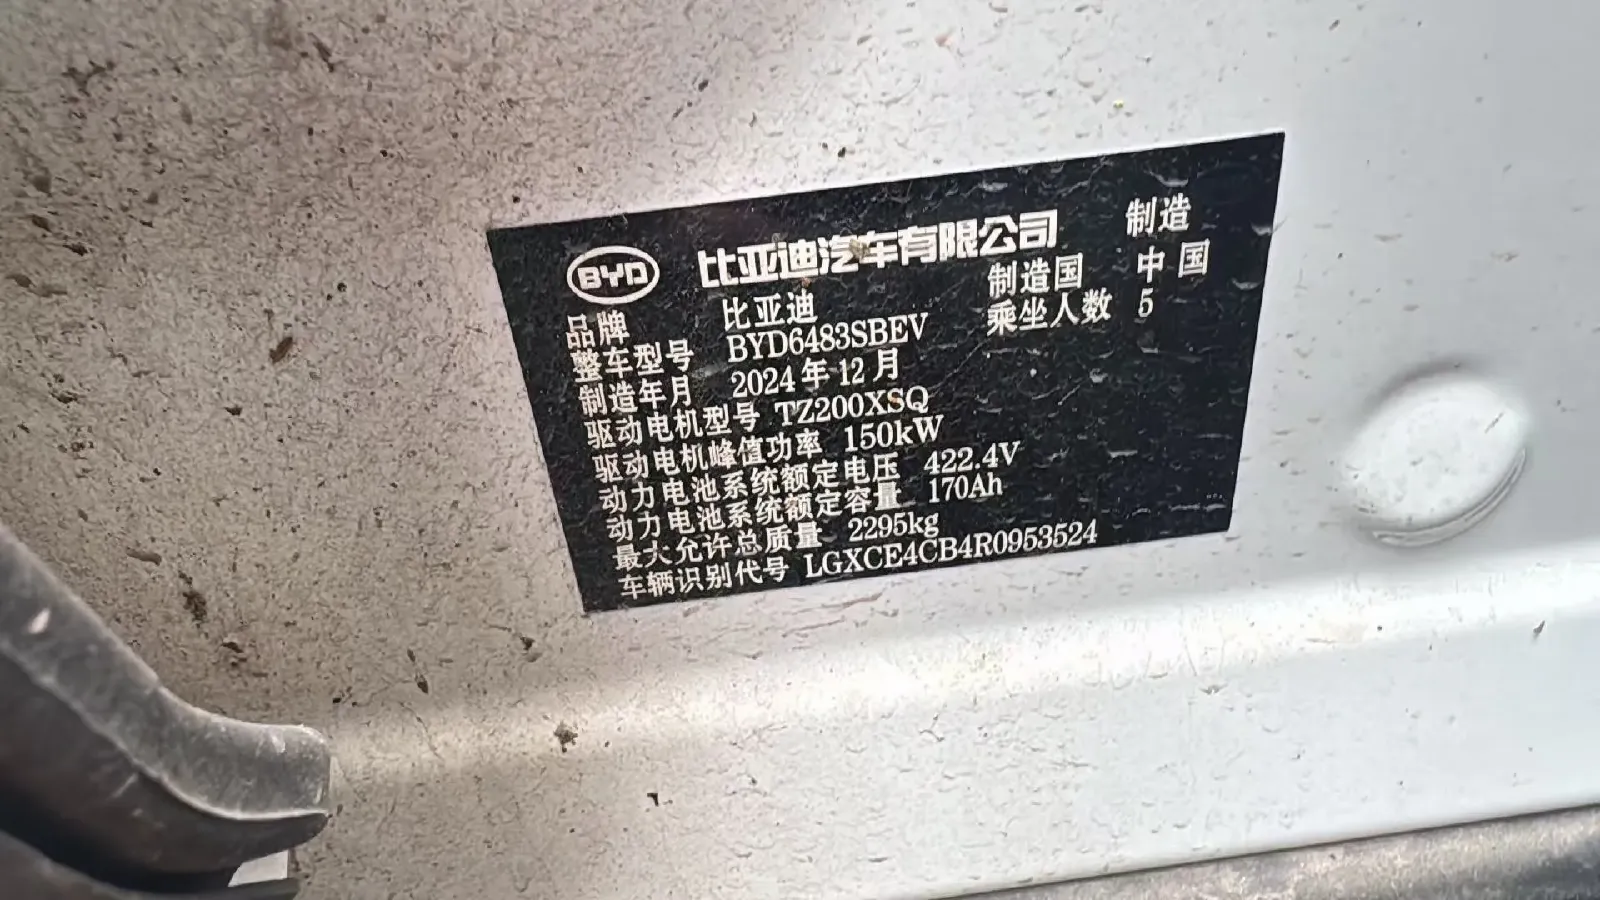 BYD 比亚迪汽车有限公司 制造
品牌 比亚迪 制造国 中国
整车型号 BYD6483SBEV 乘坐人数 5
制造年月 2024年12月
驱动电机型号 TZ200XSQ
驱动电机峰值功率 150kW
动力电池系统额定电压 422.4V
动力电池系统额定容量 170Ah
最大允许总质量 2295kg
车辆识别代号 LGXCE4CB4R0953524